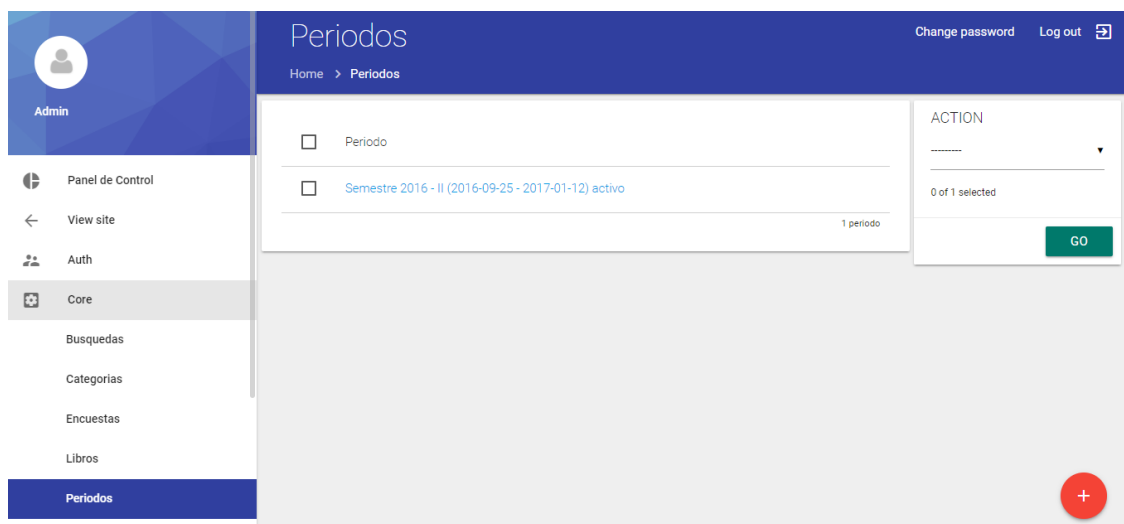 Periodos
Change password
Log out
Home > Periodos
Admin
Panel de Control
View site
Auth
Core
Busquedas
Categorias
Encuestas
Libros
Periodos
Periodo
Semestre 2016 - II (2016-09-25 - 2017-01-12) activo
1 periodo
ACTION
---------
0 of 1 selected
GO
+